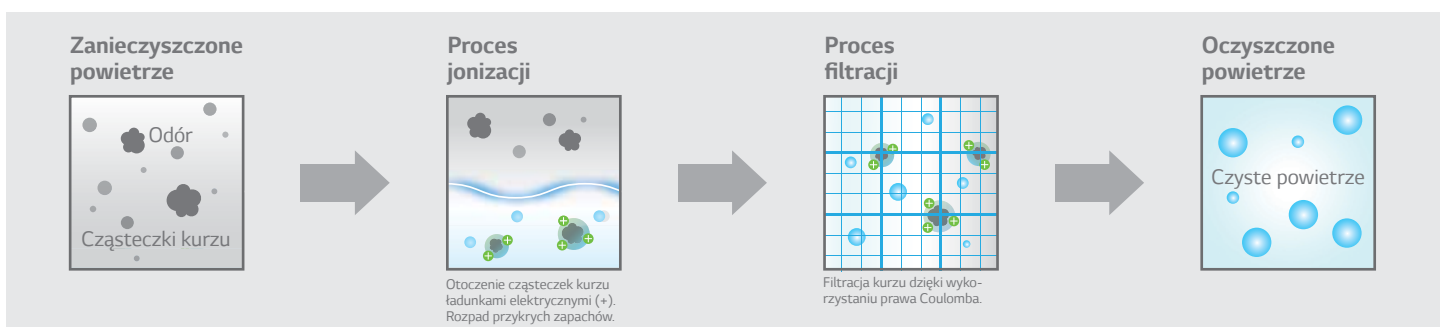 Zanieczyszczone
powietrze
Odór
Cząsteczki kurzu
Proces
jonizacji
Otoczenie cząsteczek kurzu
ładunkami elektrycznymi (+).
Rozpad przykrych zapachów.
Proces
filtracji
Filtracja kurzu dzięki wyko-
rzystaniu prawa Coulomba.
Oczyszczone
powietrze
Czyste powietrze